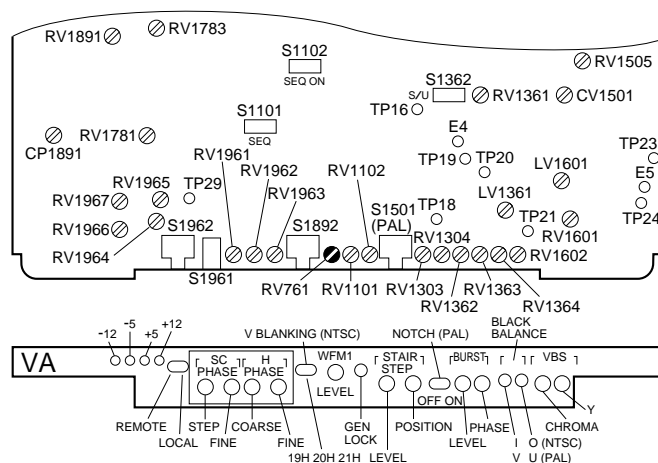 RV1891
RV1783
S1102
SEQ ON
RV1505
S1362
S/U
TP16
RV1361
CV1501
S1101
SEQ
E4
CP1891
RV1781
RV1961
RV1962
RV1963
RV1102
TP19
TP20
LV1601
TP23
E5
RV1967
RV1965
TP29
TP18
LV1361
TP21
TP24
RV1966
S1962
S1892
S1501
(PAL)
RV1304
RV1601
RV1964
RV1602
S1961
RV761
RV1101
RV1303
RV1362
RV1363
RV1364
VA
-12
-5
+5
+12
V BLANKING (NTSC)
NOTCH (PAL)
BLACK
BALANCE
SC
PHASE
H
PHASE
WFM1
LEVEL
STAIR
STEP
BURST
VBS
OFF ON
REMOTE
LOCAL
STEP
FINE
COARSE
FINE
19H 20H 21H
GEN
LOCK
LEVEL
POSITION
LEVEL
PHASE
I
V
O (NTSC)
U (PAL)
CHROMA
Y